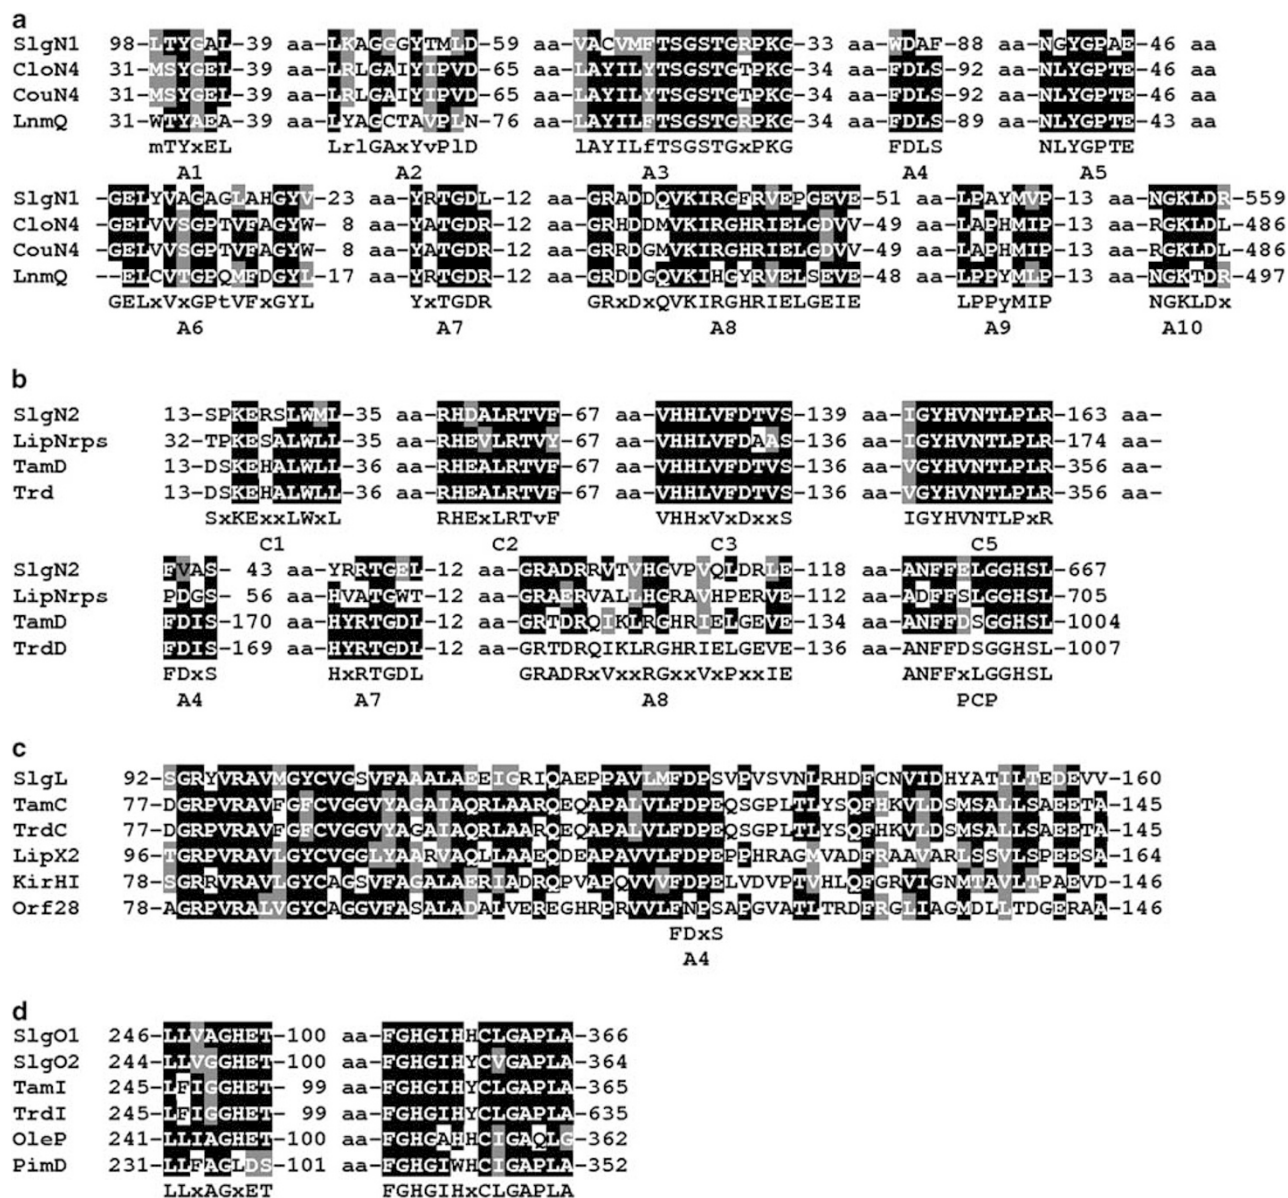 a
SlgN1 98-LTYGAL-39 aa-LKAGGGYTMLD-59 aa-VACVMFTSGSTGRPKG-33 aa-WDAF-88 aa-NGYGPAE-46 aa
CloN4 31-MSYGEL-39 aa-LRLGAIYIPVD-65 aa-LAYILYTSGSTGTPKG-34 aa-FDLS-92 aa-NLYGPTE-46 aa
CouN4 31-MSYGEL-39 aa-LRLGAIYIPVD-65 aa-LAYILYTSGSTGTPKG-34 aa-FDLS-92 aa-NLYGPTE-46 aa
LnmQ 31-WTYAEA-39 aa-LYAGCTAVPLN-76 aa-LAYILFTSGSTGRPKG-34 aa-FDLS-89 aa-NLYGPTE-43 aa
mTYxEL LrlGAxYvPlD lAYILfTSGSTGxPKG FDLS NLYGPTE
A1 A2 A3 A4 A5
SlgN1 -GELYVAGAGLAHGYV-23 aa-YRTGDL-12 aa-GRADDQVKIRGFRVEPGEVE-51 aa-LPAYMVP-13 aa-NGKLDR-559
CloN4 -GELVVSGPTVFAGYW- 8 aa-YATGDR-12 aa-GRHDDMVKIRGHRIELGDVV-49 aa-LAPHMIP-13 aa-RGKLDL-486
CouN4 -GELVVSGPTVFAGYW- 8 aa-YATGDR-12 aa-GRRDGMVKIRGHRIELGDVV-49 aa-LAPHMIP-13 aa-RGKLDL-486
LnmQ --ELCVTGPQMFDGYL-17 aa-YRTGDR-12 aa-GRDDGQVKIHGYRVELSEVE-48 aa-LPPYMLP-13 aa-NGKTDR-497
GELxVxGPtVFxGYL YxTGDR GRxDxQVKIRGHRIELGEIE LPPyMIP NGKLDx
A6 A7 A8 A9 A10
b
SlgN2 13-SPKERSLWML-35 aa-RHDALRTVF-67 aa-VHHLVFDTVS-139 aa-IGYHVNTLPLR-163 aa-
LipNrps 32-TPKESALWLL-35 aa-RHEVLRTVY-67 aa-VHHLVFDAAS-136 aa-IGYHVNTLPLR-174 aa-
TamD 13-DSKEHALWLL-36 aa-RHEALRTVF-67 aa-VHHLVFDTVS-136 aa-VGYHVNTLPLR-356 aa-
Trd 13-DSKEHALWLL-36 aa-RHEALRTVF-67 aa-VHHLVFDTVS-136 aa-VGYHVNTLPLR-356 aa-
SxKExxLWxL RHExLRTvF VHHxVxDxxS IGYHVNTLPxR
C1 C2 C3 C5
SlgN2 FVAS- 43 aa-YRRTGEL-12 aa-GRADRRVTVHGVPVQLDRLE-118 aa-ANFFELGGHSL-667
LipNrps PDGS- 56 aa-HVATGWT-12 aa-GRAERVALLHGRAVHPERVE-112 aa-ADFFSLGGHSL-705
TamD FDIS-170 aa-HYRTGDL-12 aa-GRTDRQIKLRGHRIELGEVE-134 aa-ANFFDSGGHSL-1004
TrdD FDIS-169 aa-HYRTGDL-12 aa-GRTDRQIKLRGHRIELGEVE-136 aa-ANFFDSGGHSL-1007
FDxS HxRTGDL GRADRxVxxRGxxVxPxxIE ANFFxLGGHSL
A4 A7 A8 PCP
c
SlgL 92-SGRYVRAVMGYCVGSVFAAALAEEIGRIQAEPPAVLMFDPSVPVSVNLRHDFCNVIDHYATILTEDEVV-160
TamC 77-DGRPVRAVFGFCVGGVYAGAIAQRLAARQEQAPALVLFDPEQSGPLTLYSQFHKVLDSMSALLSAEETA-145
TrdC 77-DGRPVRAVFGFCVGGVYAGAIAQRLAARQEQAPALVLFDPEQSGPLTLYSQFHKVLDSMSALLSAEETA-145
LipX2 96-TGRPVRAVLGYCVGGLYAARVAQLLAAEQDEAPAVVLFDPEPPHRAGMVADFRAAVARLSSVLSPEESA-164
KirHI 78-SGRRVRAVLGYCAGSVFAGALAERIADRQPVAPQVVVFDPELVDVPTVHLQFGRVIGNMTAVLTPAEVD-146
Orf28 78-AGRPVRALVGYCAGGVFASALADALVEREGHRPRVVLFNPSAPGVATLTRDFRGLIAGMDLLTDGERAA-146
FDxS
A4
d
SlgO1 246-LLVAGHET-100 aa-FGHGIHHCLGAPLA-366
SlgO2 244-LLVGGHET-100 aa-FGHGIHYCVGAPLA-364
TamI 245-LFIGGHET- 99 aa-FGHGIHYCLGAPLA-365
TrdI 245-LFIGGHET- 99 aa-FGHGIHYCLGAPLA-635
OleP 241-LLIAGHET-100 aa-FGHGAHHCIGAQLG-362
PimD 231-LLFAGLDS-101 aa-FGHGIWHCIGAPLA-352
LLxAGxET FGHGIHxCLGAPLA